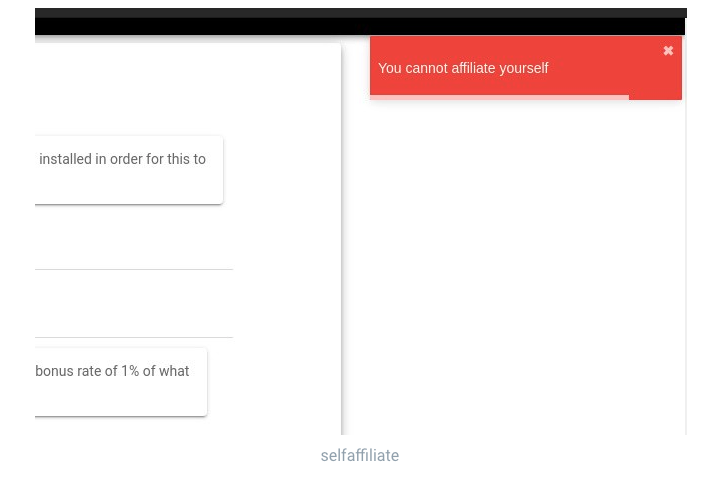 You cannot affiliate yourself
installed in order for this to
bonus rate of 1% of what
selfaffiliate